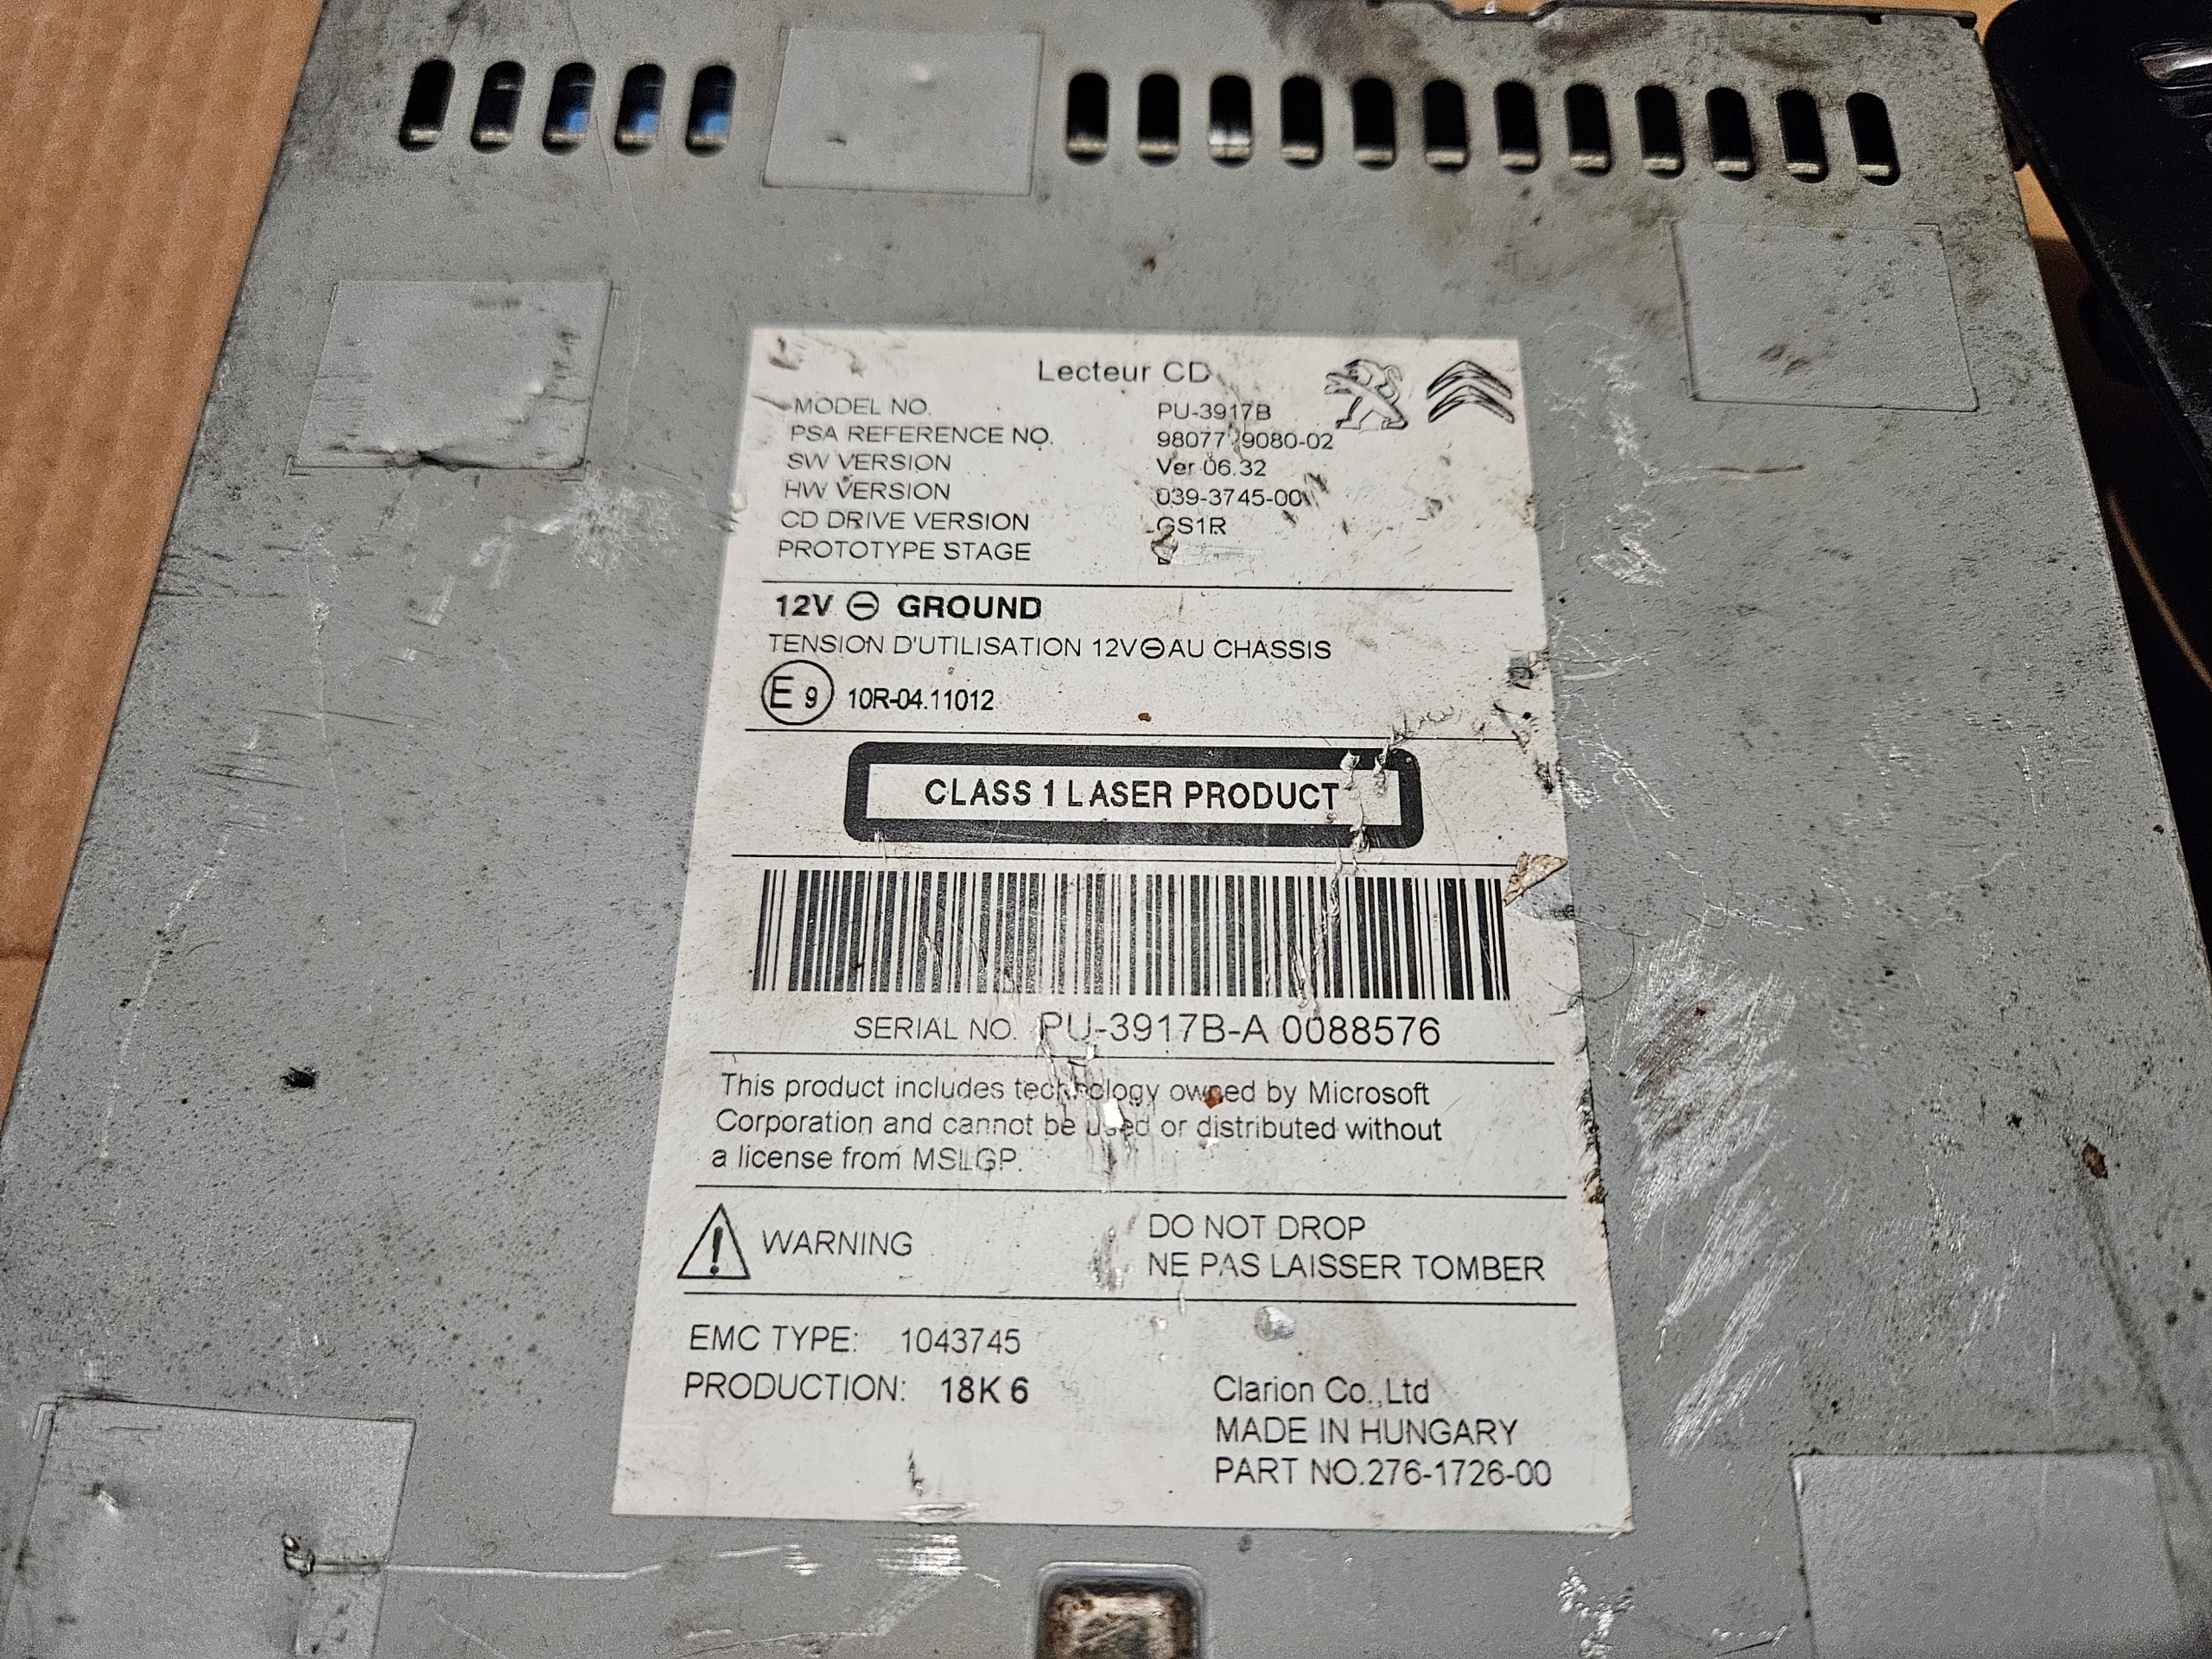 Lecteur CD
MODEL NO. PU-3917B
PSA REFERENCE NO. 98077 9080-02
SW VERSION Ver 06.32
HW VERSION 039-3745-00
CD DRIVE VERSION GS1R
PROTOTYPE STAGE
12V ⊖ GROUND
TENSION D'UTILISATION 12V⊖AU CHASSIS
E 9 10R-04.11012
CLASS 1 LASER PRODUCT
SERIAL NO. PU-3917B-A 0088576
This product includes technology owned by Microsoft
Corporation and cannot be used or distributed without
a license from MSLGP.
WARNING DO NOT DROP
NE PAS LAISSER TOMBER
EMC TYPE: 1043745
PRODUCTION: 18K 6
Clarion Co.,Ltd
MADE IN HUNGARY
PART NO.276-1726-00